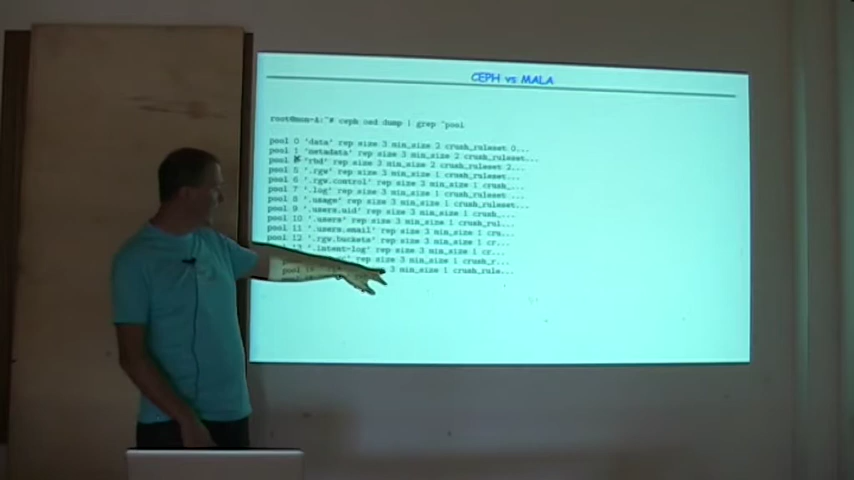 CEPH vs MALA
root@mon-A:~# ceph osd dump | grep ^pool
pool 0 'data' rep size 3 min_size 2 crush_ruleset 0...
pool 1 'metadata' rep size 3 min_size 2 crush_ruleset...
pool 'rbd' rep size 3 min_size 2 crush_ruleset 2...
pool 5 '.rgw' rep size 3 min_size 1 crush_ruleset...
pool 6 '.rgw.control' rep size 3 min_size 1 crush_...
pool 7 '.log' rep size 3 min_size 1 crush_ruleset...
pool 8 '.usage' rep size 3 min_size 1 crush_ruleset...
pool 9 '.users.uid' rep size 3 min_size 1 crush_...
pool 10 '.users' rep size 3 min_size 1 crush_rul...
pool 11 '.users.email' rep size 3 min_size 1 cru...
pool 12 '.rgw.buckets' rep size 3 min_size 1 cr...
'.intent-log' rep size 3 min_size 1 cr...
rep size 3 min_size 1 crush_r...
3 min_size 1 crush_rule...